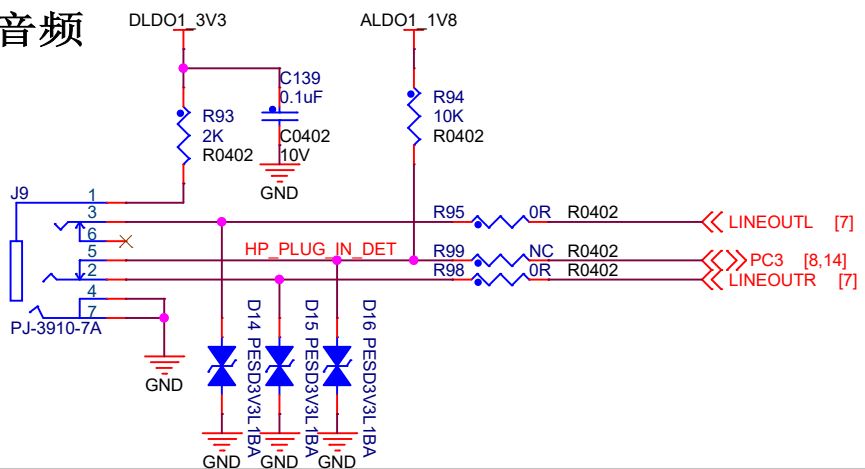 音频
DLDO1_3V3
ALDO1_1V8
C139
0.1uF
C0402
10V
GND
R93
2K
R0402
R94
10K
R0402
J9
1
3
6
5
2
4
7
PJ-3910-7A
GND
R95 0R R0402
LINEOUTL [7]
HP_PLUG_IN_DET
R99 NC R0402
PC3 [8,14]
R98 0R R0402
LINEOUTR [7]
D14 PESD3V3L1BA
D15 PESD3V3L1BA
D16 PESD3V3L1BA
GND
GND
GND